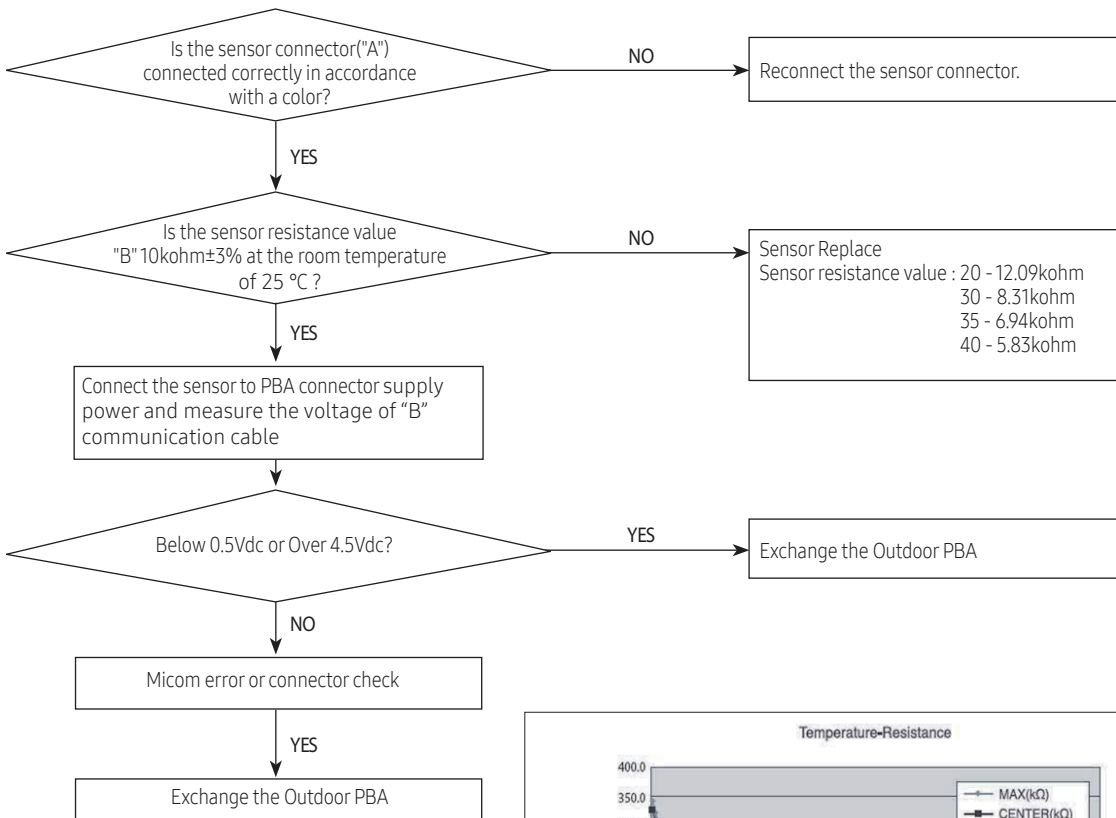 Is the sensor connector("A")
connected correctly in accordance
with a color?
NO
Reconnect the sensor connector.
YES
Is the sensor resistance value
"B" 10kohm±3% at the room temperature
of 25 °C ?
NO
Sensor Replace
Sensor resistance value : 20 - 12.09kohm
30 - 8.31kohm
35 - 6.94kohm
40 - 5.83kohm
YES
Connect the sensor to PBA connector supply
power and measure the voltage of “B”
communication cable
Below 0.5Vdc or Over 4.5Vdc?
YES
Exchange the Outdoor PBA
NO
Micom error or connector check
YES
Exchange the Outdoor PBA
Temperature-Resistance
400.0
350.0
MAX(kΩ)
CENTER(kΩ)